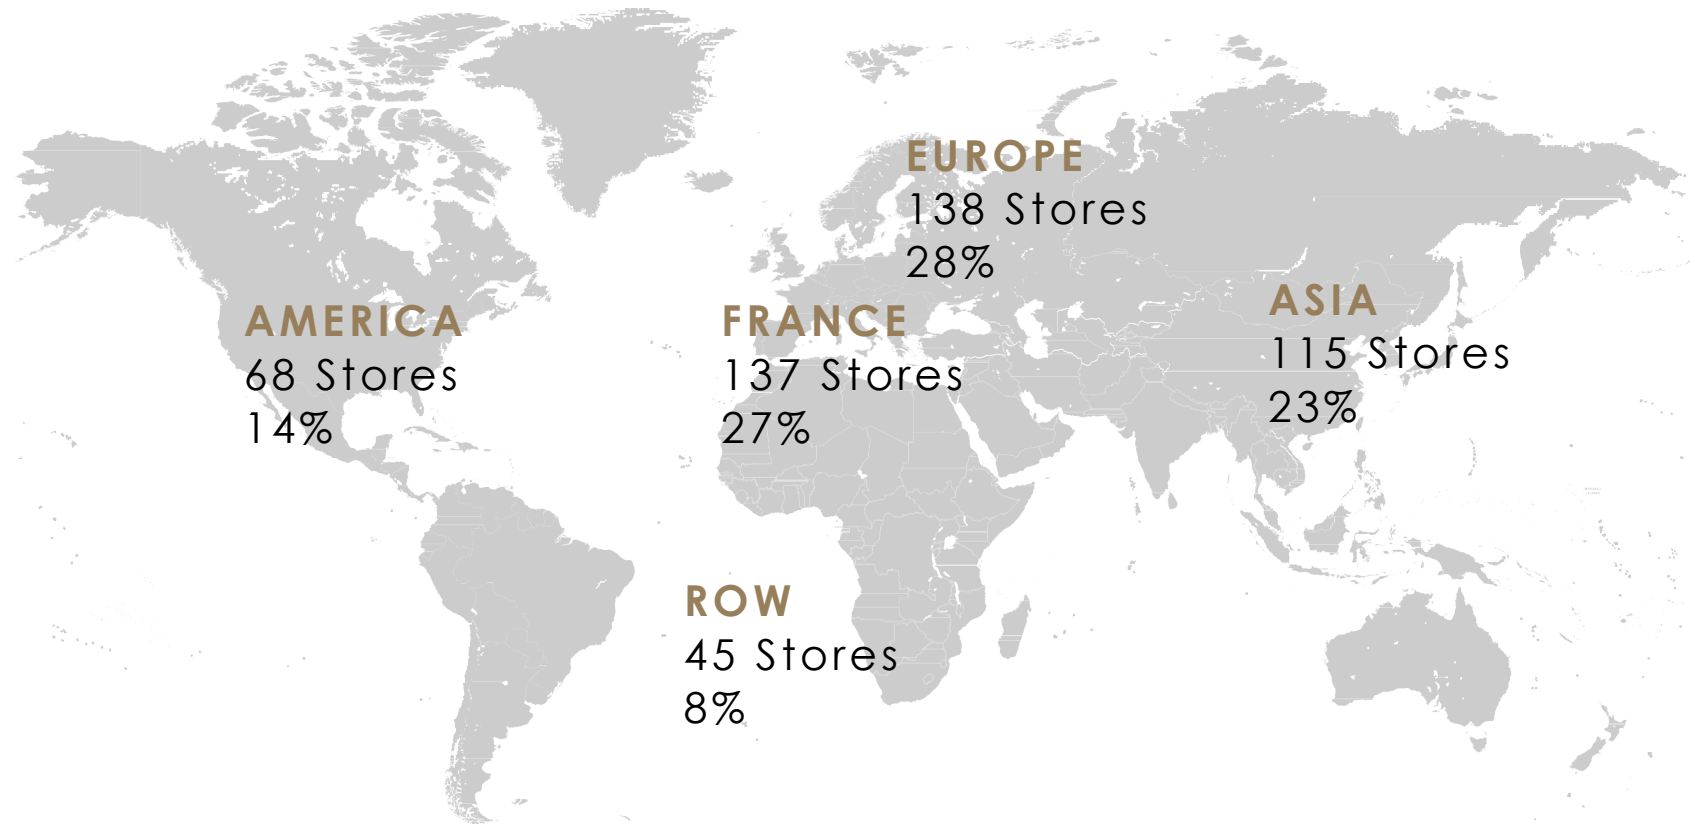 EUROPE
138 Stores
28%
AMERICA
68 Stores
14%
FRANCE
137 Stores
27%
ASIA
115 Stores
23%
ROW
45 Stores
8%